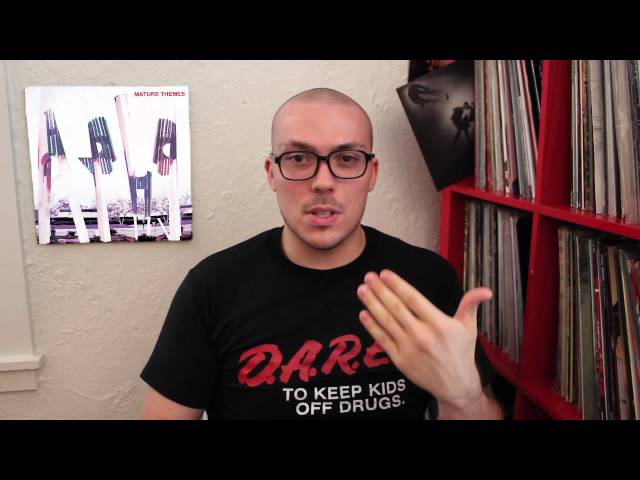 MATURE THEMES
D.A.R.E.
TO KEEP KIDS
OFF DRUGS.